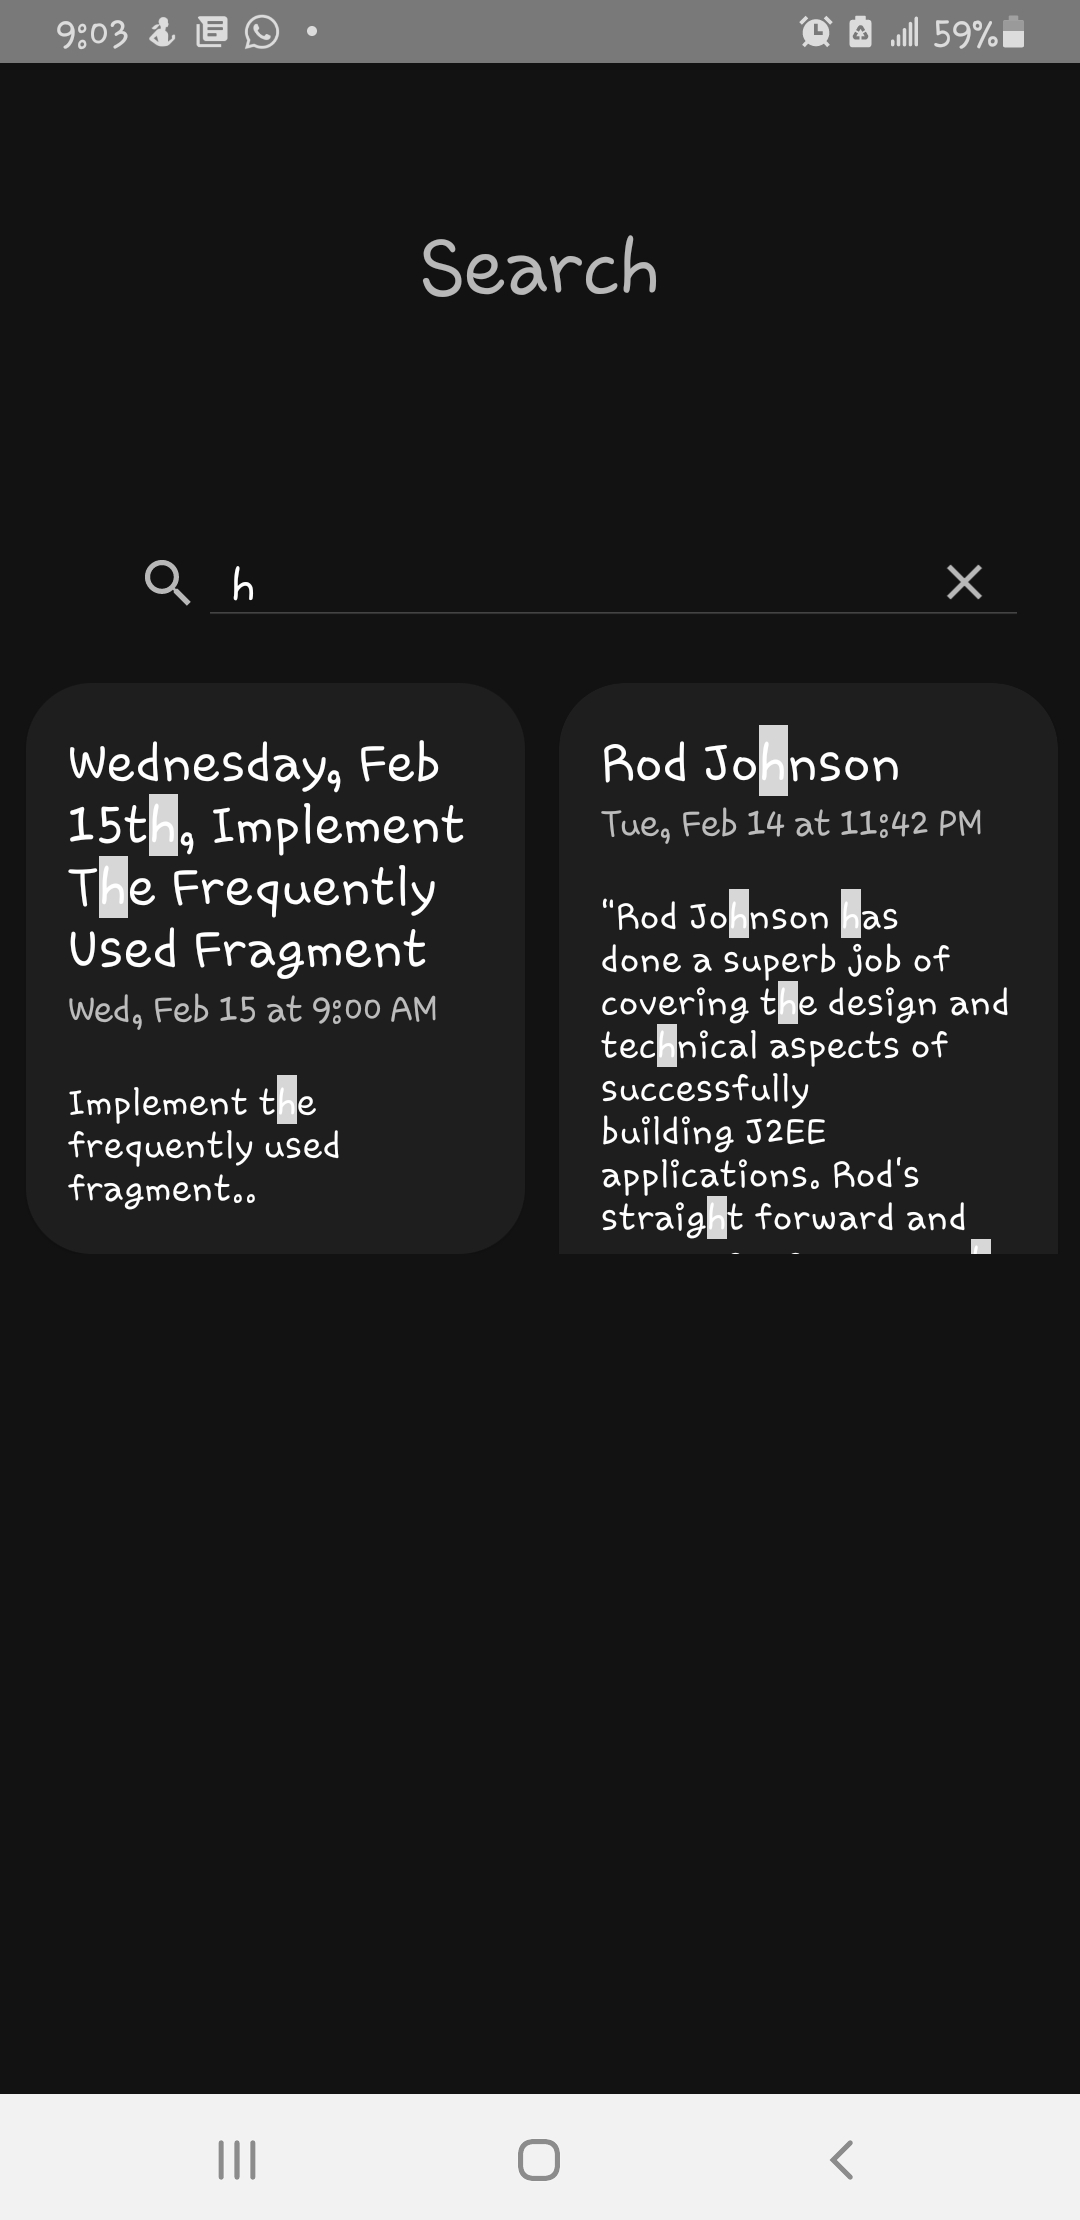 9:03
59%
Search
h
Wednesday, Feb
15th, Implement
The Frequently
Used Fragment
Wed, Feb 15 at 9:00 AM
Implement the
frequently used
fragment..
Rod Johnson
Tue, Feb 14 at 11:42 PM
"Rod Johnson has
done a superb job of
covering the design and
technical aspects of
successfully
building J2EE
applications. Rod's
straight forward and